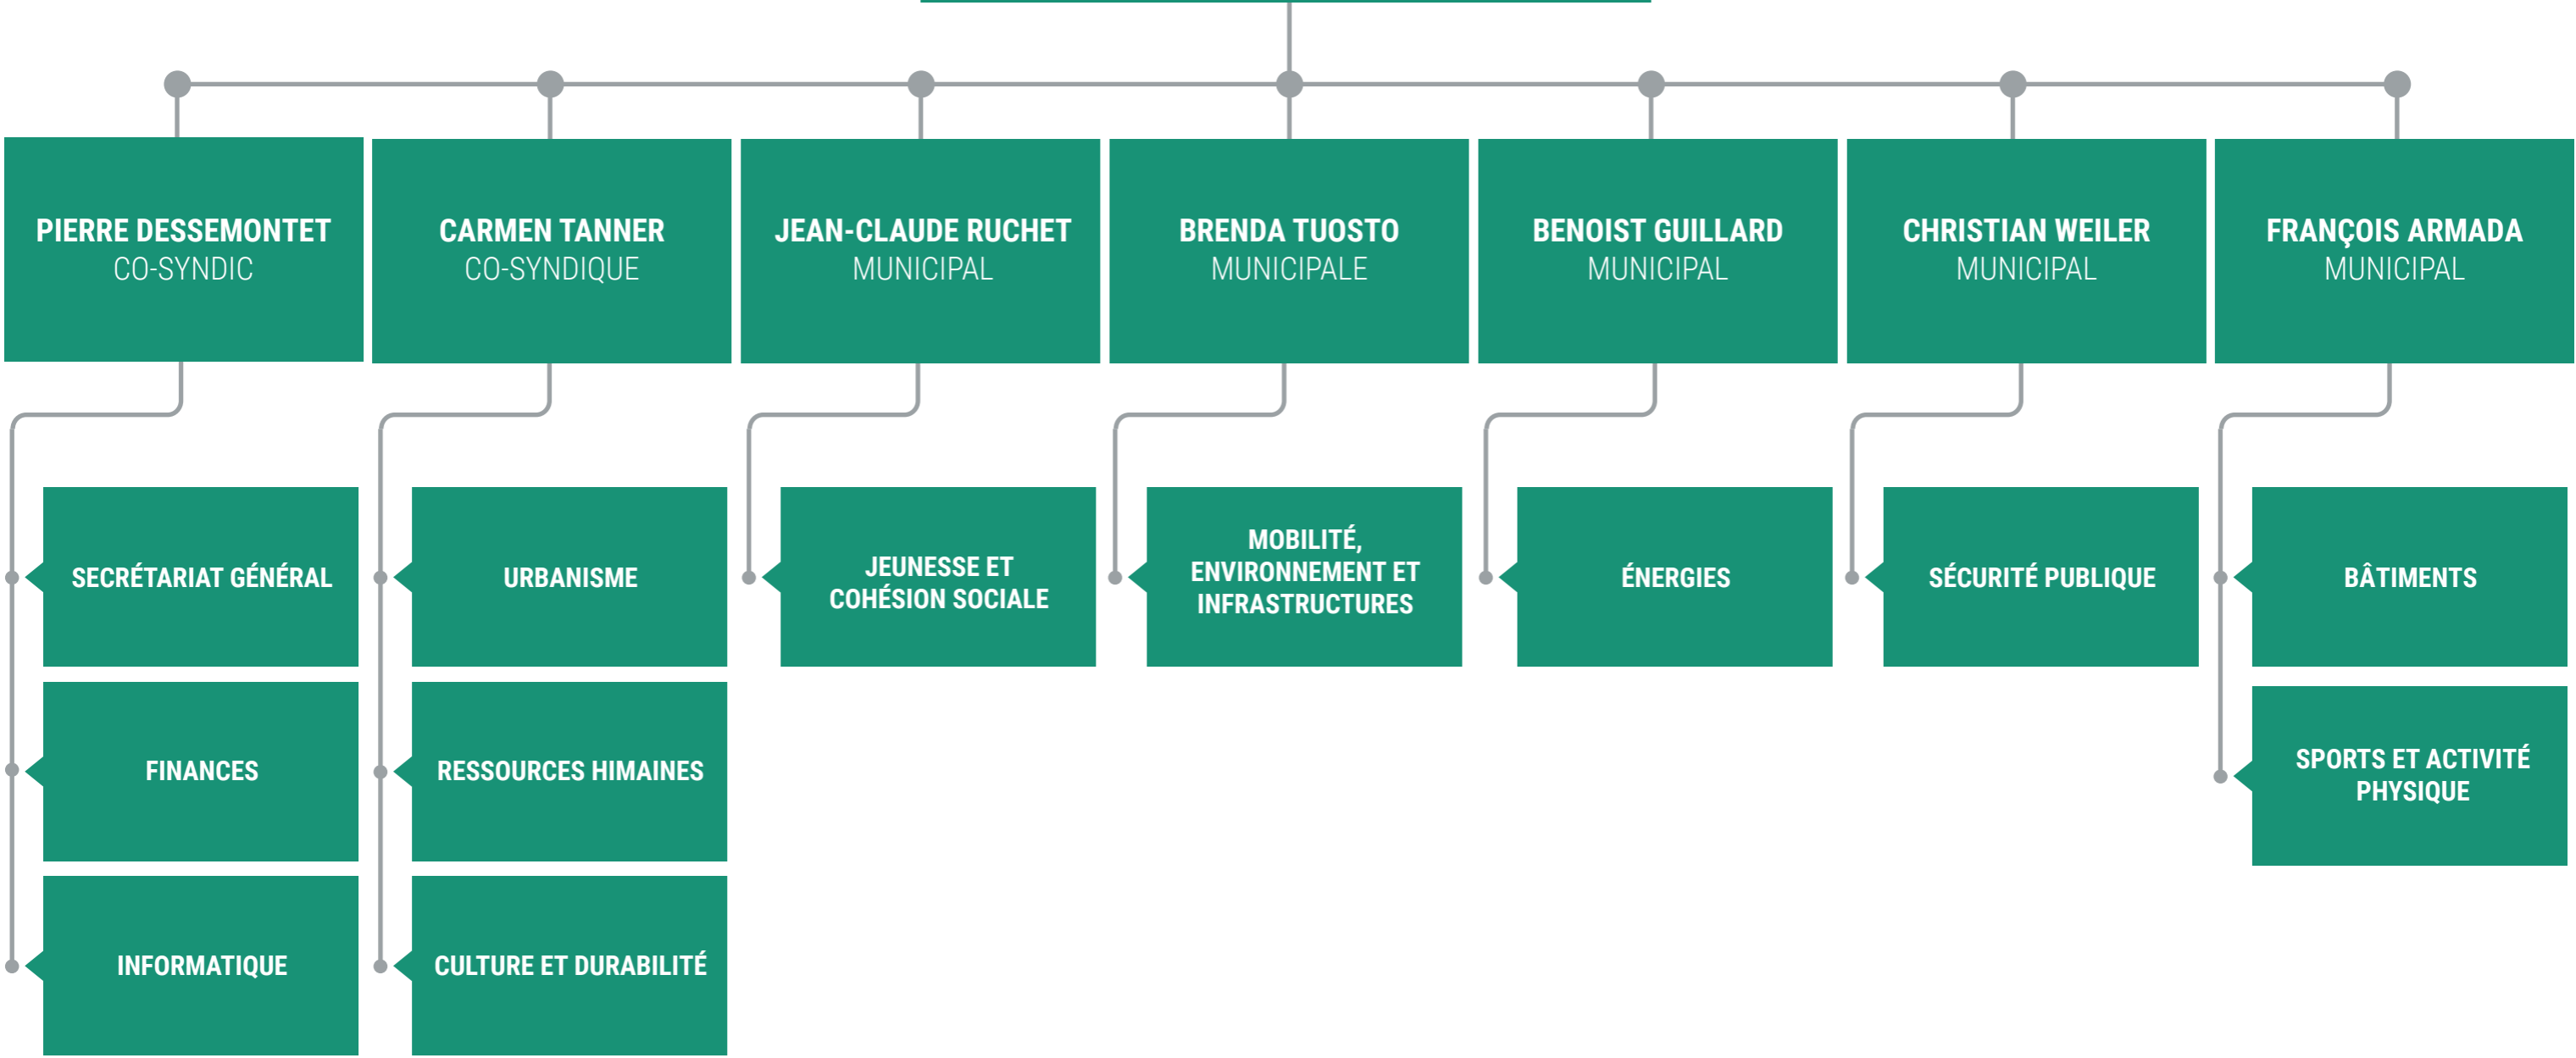 PIERRE DESSEMONTET
CO-SYNDIC
CARMEN TANNER
CO-SYNDIQUE
JEAN-CLAUDE RUCHET
MUNICIPAL
BRENDA TUOSTO
MUNICIPALE
BENOIST GUILLARD
MUNICIPAL
CHRISTIAN WEILER
MUNICIPAL
FRANÇOIS ARMADA
MUNICIPAL
SECRÉTARIAT GÉNÉRAL
FINANCES
INFORMATIQUE
URBANISME
RESSOURCES HIMAINES
CULTURE ET DURABILITÉ
JEUNESSE ET
COHÉSION SOCIALE
MOBILITÉ,
ENVIRONNEMENT ET
INFRASTRUCTURES
ÉNERGIES
SÉCURITÉ PUBLIQUE
BÂTIMENTS
SPORTS ET ACTIVITÉ
PHYSIQUE